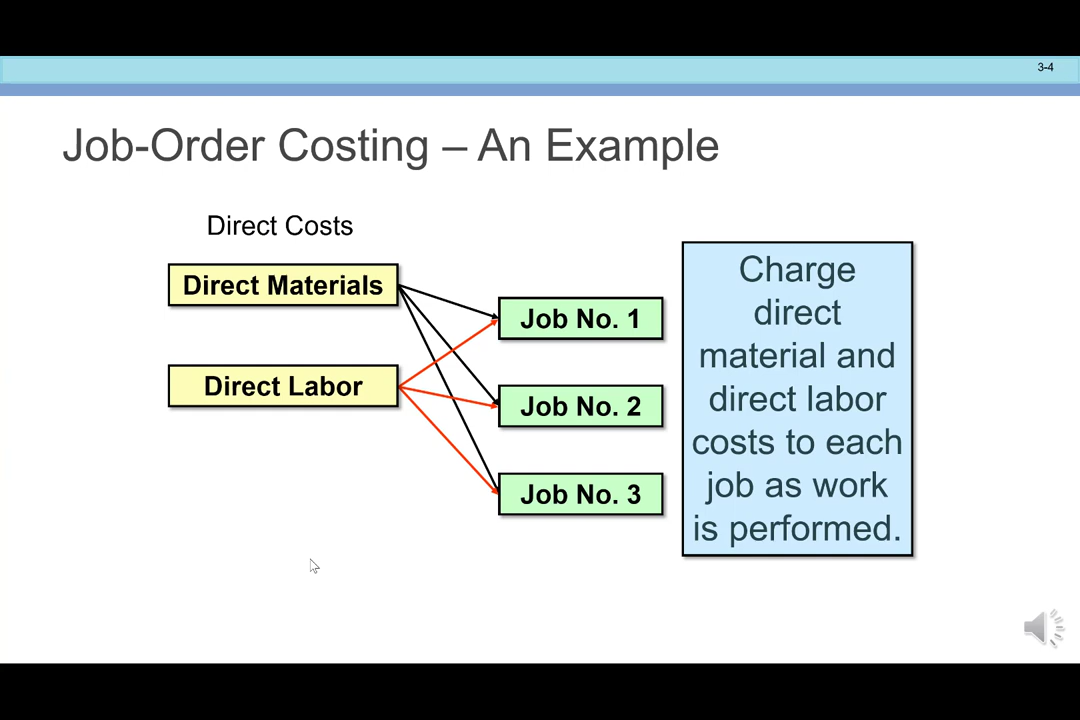 3-4
Job-Order Costing – An Example
Direct Costs
Direct Materials
Direct Labor
Job No. 1
Job No. 2
Job No. 3
Charge
direct
material and
direct labor
costs to each
job as work
is performed.